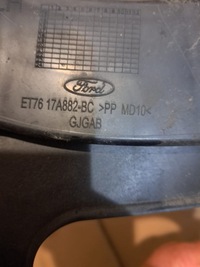 Ford
ET76 17A882-BC >PP MD10<
GJGAB